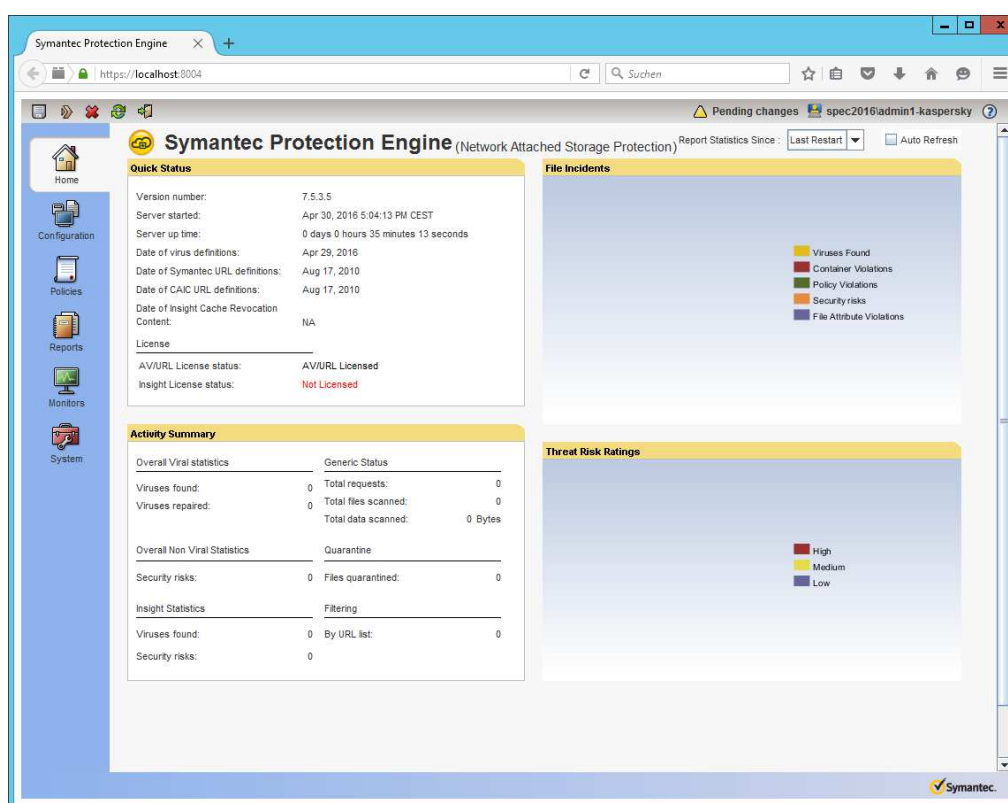 Symantec Protection Engine
https://localhost:8004
Suchen
Pending changes spec2016\admin1-kaspersky
Symantec Protection Engine (Network Attached Storage Protection)
Report Statistics Since : Last Restart Auto Refresh
Home
Configuration
Policies
Reports
Monitors
System
Quick Status
Version number: 7.5.3.5
Server started: Apr 30, 2016 5:04:13 PM CEST
Server up time: 0 days 0 hours 35 minutes 13 seconds
Date of virus definitions: Apr 29, 2016
Date of Symantec URL definitions: Aug 17, 2010
Date of CAIC URL definitions: Aug 17, 2010
Date of Insight Cache Revocation
Content: NA
License
AV/URL License status: AV/URL Licensed
Insight License status: Not Licensed
File Incidents
Viruses Found
Container Violations
Policy Violations
Security risks
File Attribute Violations
Activity Summary
Overall Viral statistics
Viruses found: 0
Viruses repaired: 0
Generic Status
Total requests: 0
Total files scanned: 0
Total data scanned: 0 Bytes
Overall Non Viral Statistics
Security risks: 0
Quarantine
Files quarantined: 0
Insight Statistics
Viruses found: 0
Security risks: 0
Filtering
By URL list: 0
Threat Risk Ratings
High
Medium
Low
Symantec.